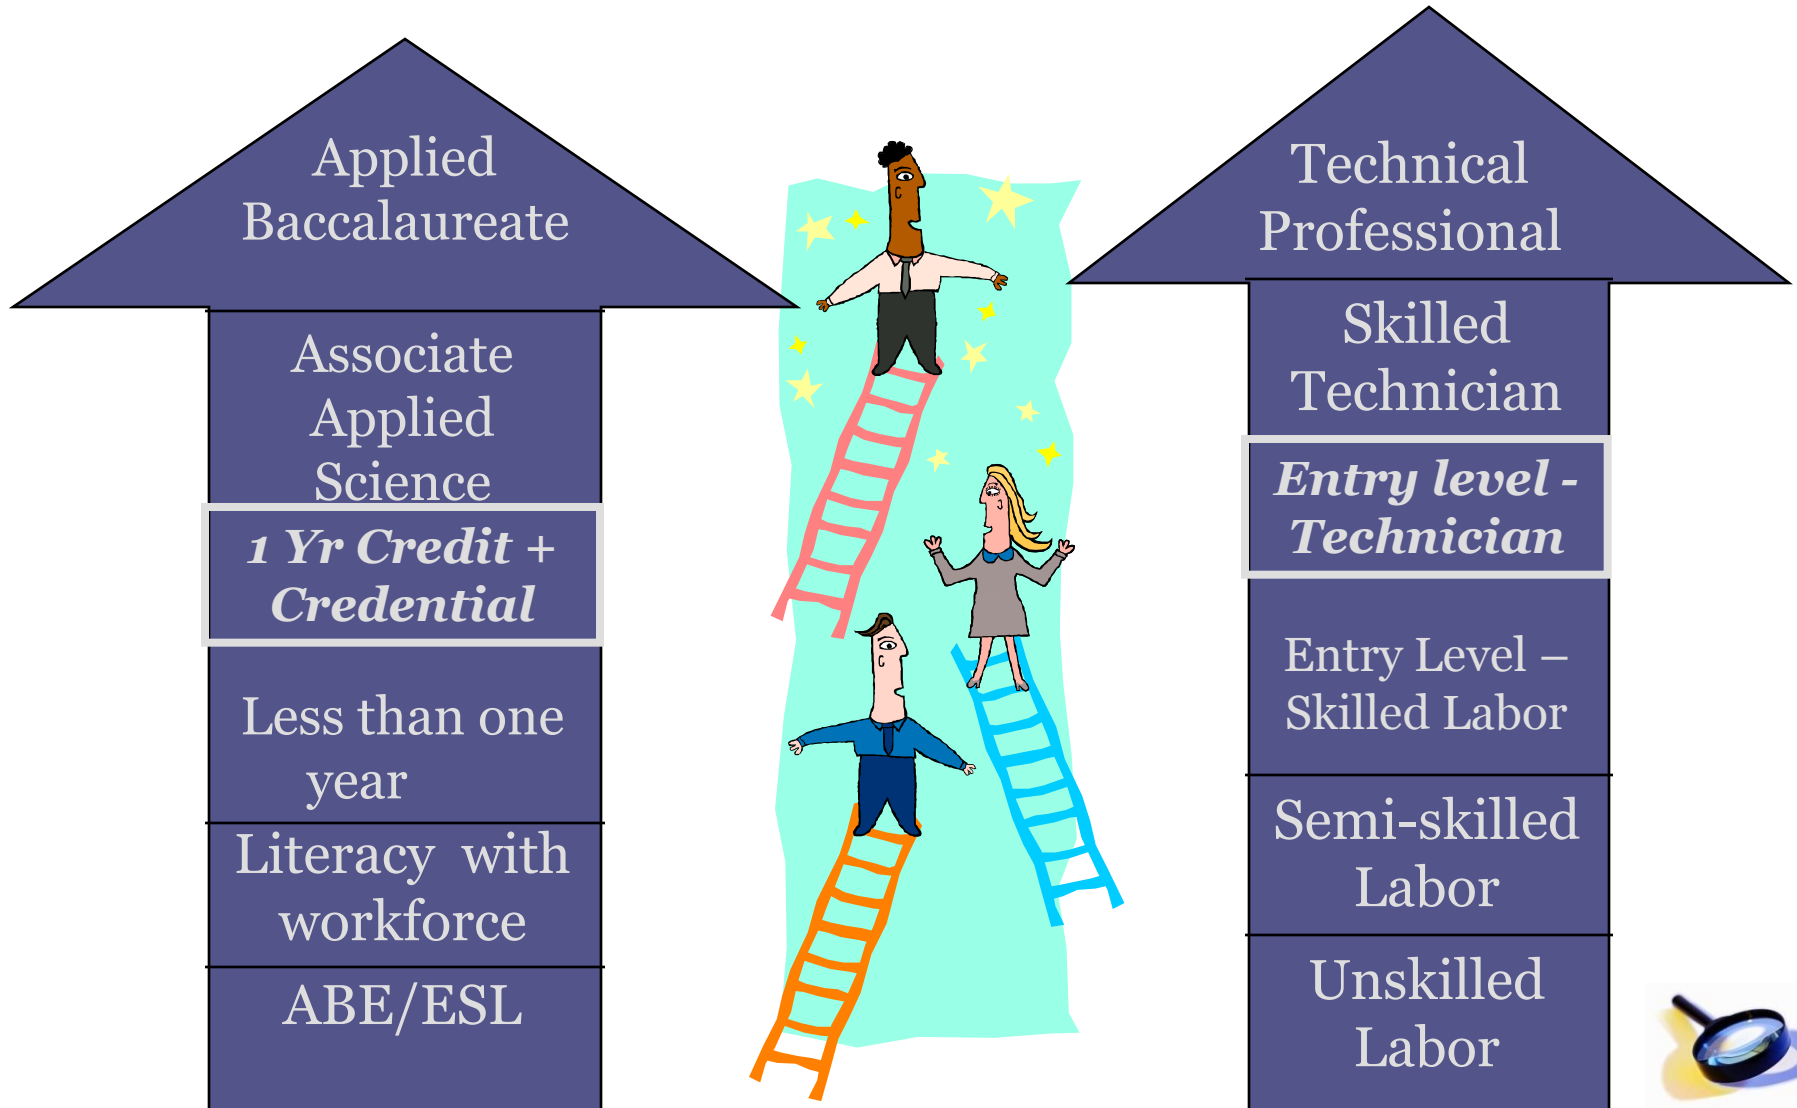 Applied
Baccalaureate
Associate
Applied
Science
1 Yr Credit +
Credential
Less than one
year
Literacy with
workforce
ABE/ESL
Technical
Professional
Skilled
Technician
Entry level -
Technician
Entry Level –
Skilled Labor
Semi-skilled
Labor
Unskilled
Labor